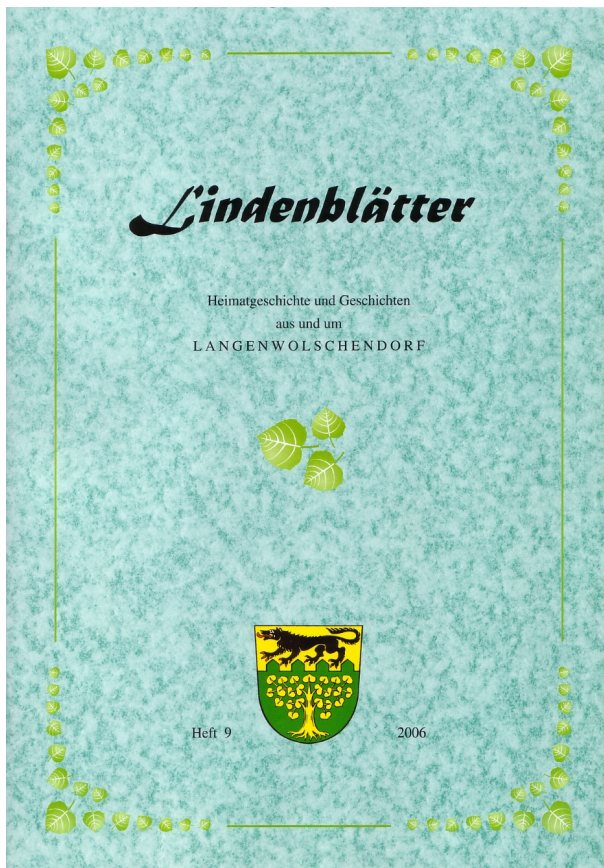 Lindenblätter
Heimatgeschichte und Geschichten
aus und um
LANGENWOLSCHENDORF
Heft 9 2006